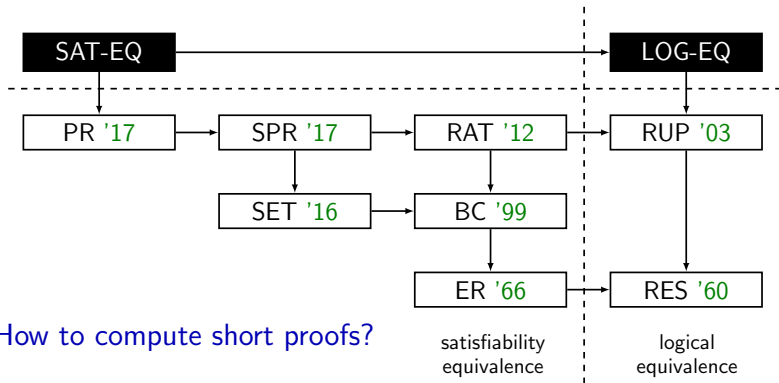 SAT-EQ
LOG-EQ
PR '17
SPR '17
RAT '12
RUP '03
SET '16
BC '99
ER '66
RES '60
How to compute short proofs?
satisfiability
equivalence
logical
equivalence